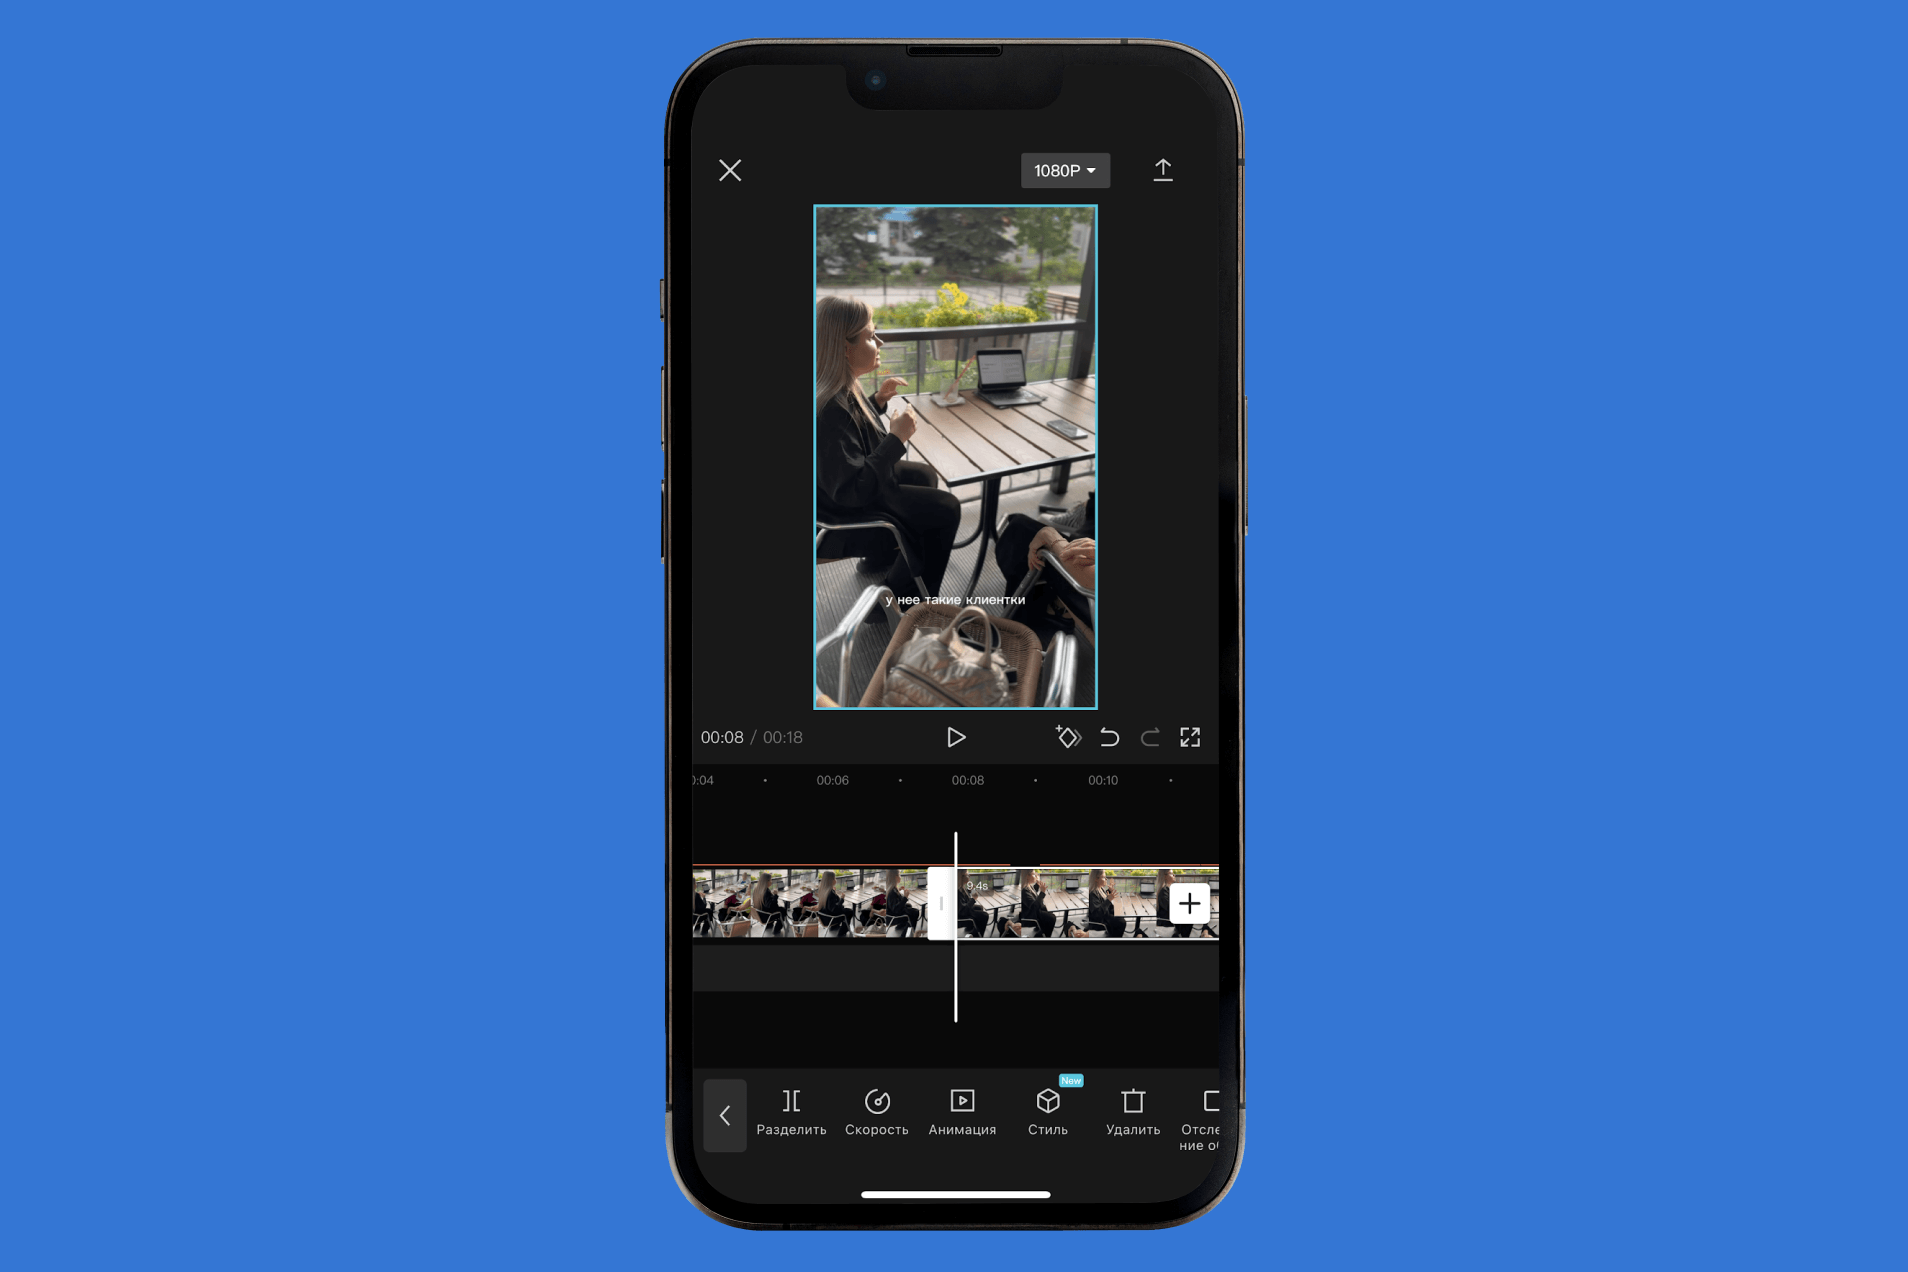 1080P
у нее такие клиентки
00:08 / 00:18
0:04 00:06 00:08 00:10
9,4s
New
Разделить Скорость Анимация Стиль Удалить Отсле
ние об